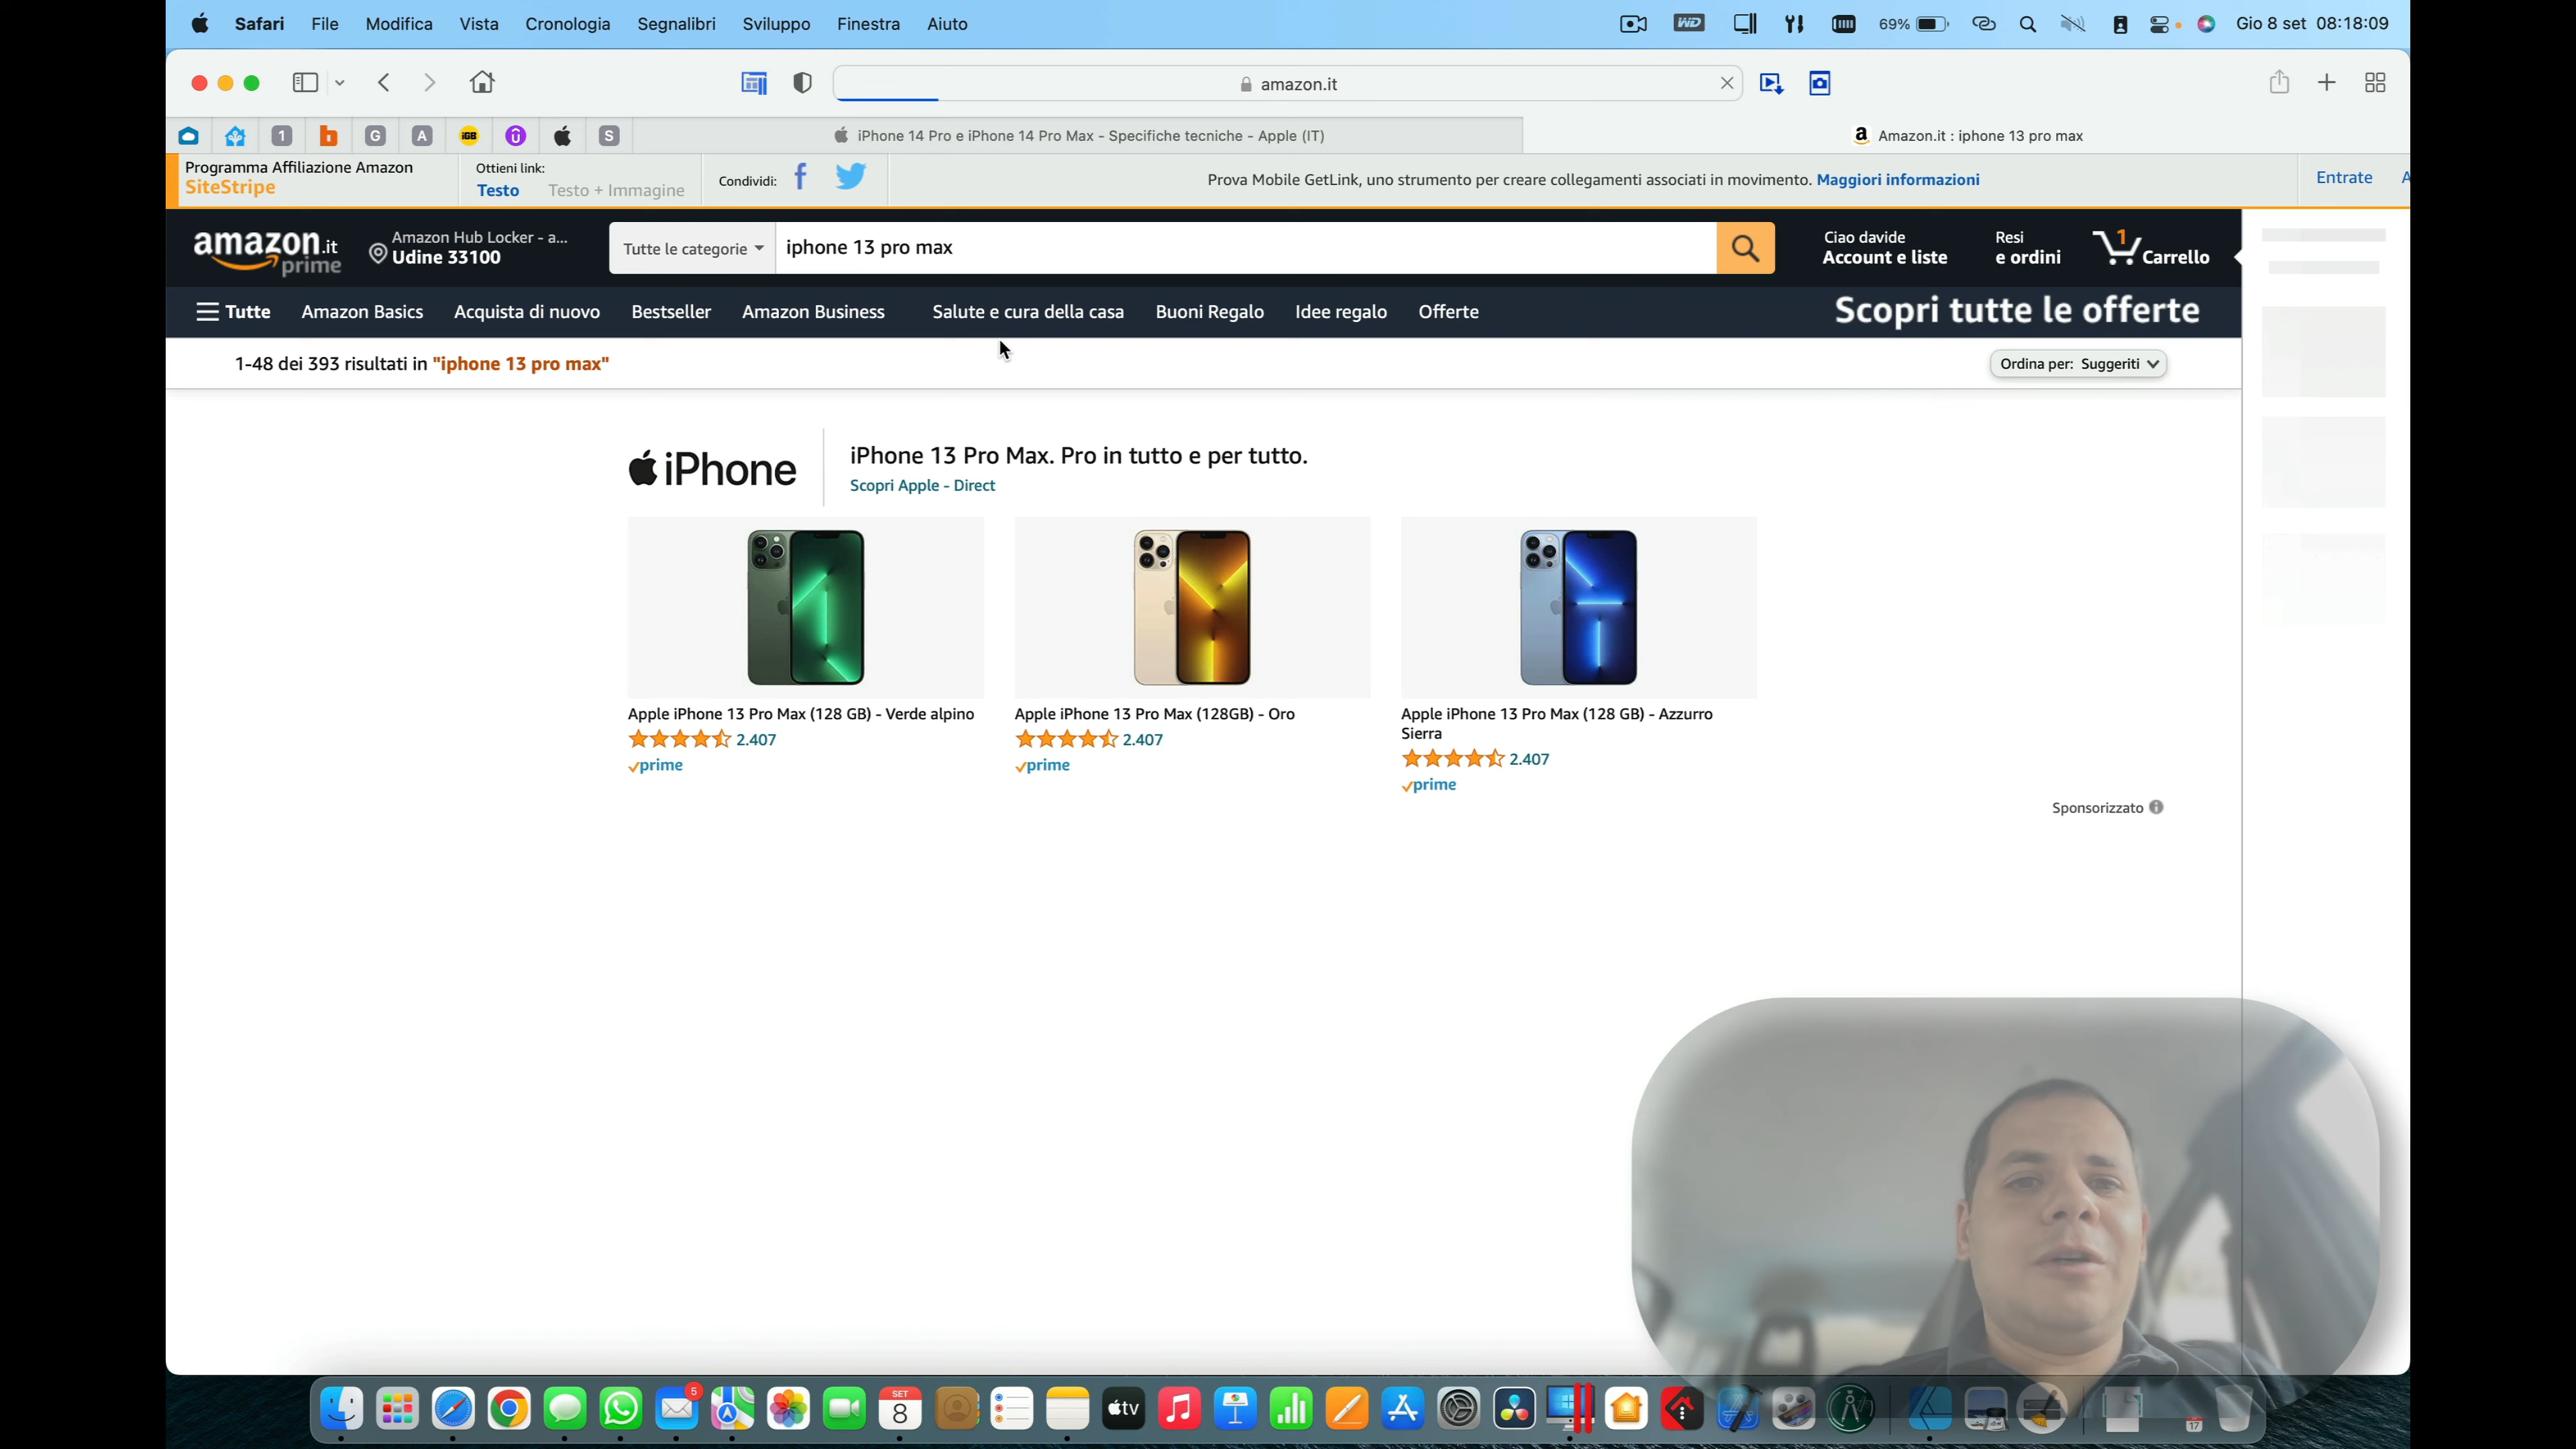 Safari File Modifica Vista Cronologia Segnalibri Sviluppo Finestra Aiuto WD 69% Gio 8 set 08:18:09
amazon.it
1 b G A iGB û S iPhone 14 Pro e iPhone 14 Pro Max - Specifiche tecniche - Apple (IT) a Amazon.it : iphone 13 pro max
Programma Affiliazione Amazon
SiteStripe
Ottieni link:
Testo Testo + Immagine
Condividi: f
Prova Mobile GetLink, uno strumento per creare collegamenti associati in movimento. Maggiori informazioni
Entrate A
amazon.it
prime
Amazon Hub Locker - a...
Udine 33100
Tutte le categorie
iphone 13 pro max
Ciao davide
Account e liste
Resi
e ordini
1
Carrello
Tutte Amazon Basics Acquista di nuovo Bestseller Amazon Business Salute e cura della casa Buoni Regalo Idee regalo Offerte Scopri tutte le offerte
1-48 dei 393 risultati in "iphone 13 pro max"
Ordina per: Suggeriti
iPhone
iPhone 13 Pro Max. Pro in tutto e per tutto.
Scopri Apple - Direct
Apple iPhone 13 Pro Max (128 GB) - Verde alpino
2.407
prime
Apple iPhone 13 Pro Max (128GB) - Oro
2.407
prime
Apple iPhone 13 Pro Max (128 GB) - Azzurro
Sierra
2.407
prime
Sponsorizzato
5
SET
8
tv
17